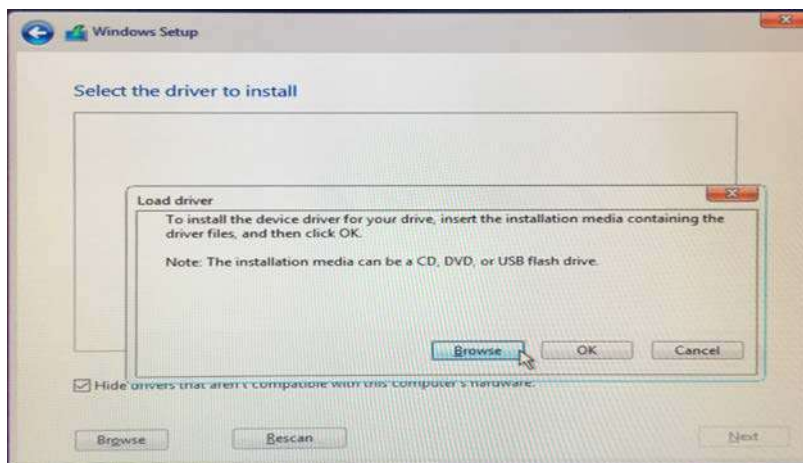 Windows Setup
Select the driver to install
Load driver
To install the device driver for your drive, insert the installation media containing the
driver files, and then click OK.
Note: The installation media can be a CD, DVD, or USB flash drive.
Browse
OK
Cancel
Hide drivers that aren't compatible with this computer's hardware.
Browse
Rescan
Next